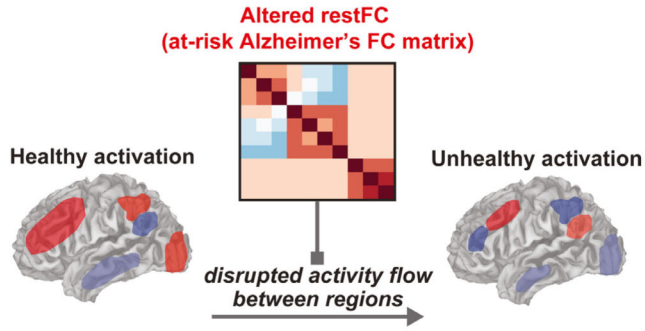 Altered restFC
(at-risk Alzheimer's FC matrix)
Healthy activation
Unhealthy activation
disrupted activity flow
between regions